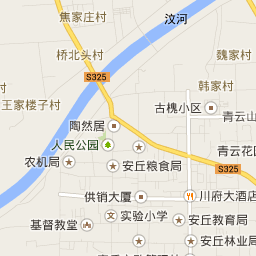 焦家庄村
汶河
桥北头村
魏家村
S325
韩家村
王家楼子村
古槐小区
青云山
陶然居
人民公园
青云花园
S325
农机局
安丘粮食局
供销大厦
川府大酒店
文
实验小学
基督教堂
安丘教育局
安丘林业局